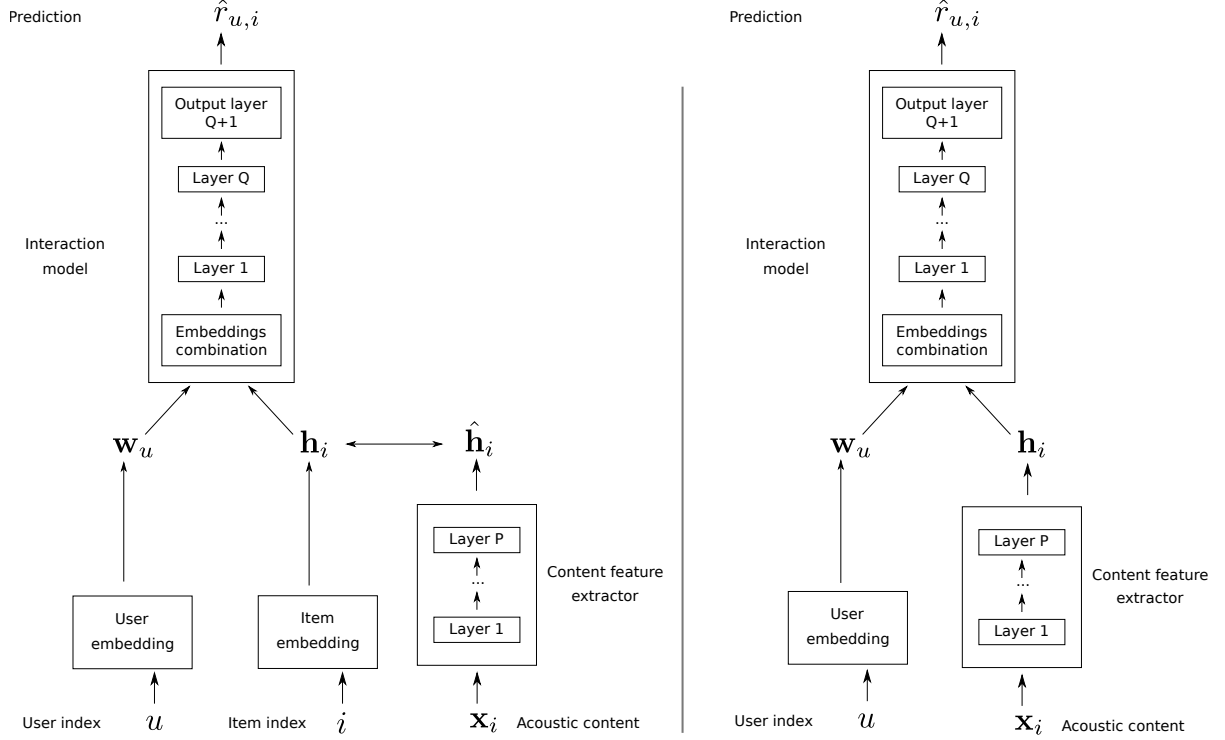 Prediction
r̂u,i
Output layer
Q+1
Layer Q
...
Layer 1
Interaction
model
Embeddings
combination
wu
hi
ĥi
Layer P
...
Layer 1
Content feature
extractor
User
embedding
Item
embedding
User index
u
Item index
i
xi
Acoustic content
Prediction
r̂u,i
Output layer
Q+1
Layer Q
...
Layer 1
Interaction
model
Embeddings
combination
wu
hi
Layer P
...
Layer 1
Content feature
extractor
User
embedding
User index
u
xi
Acoustic content